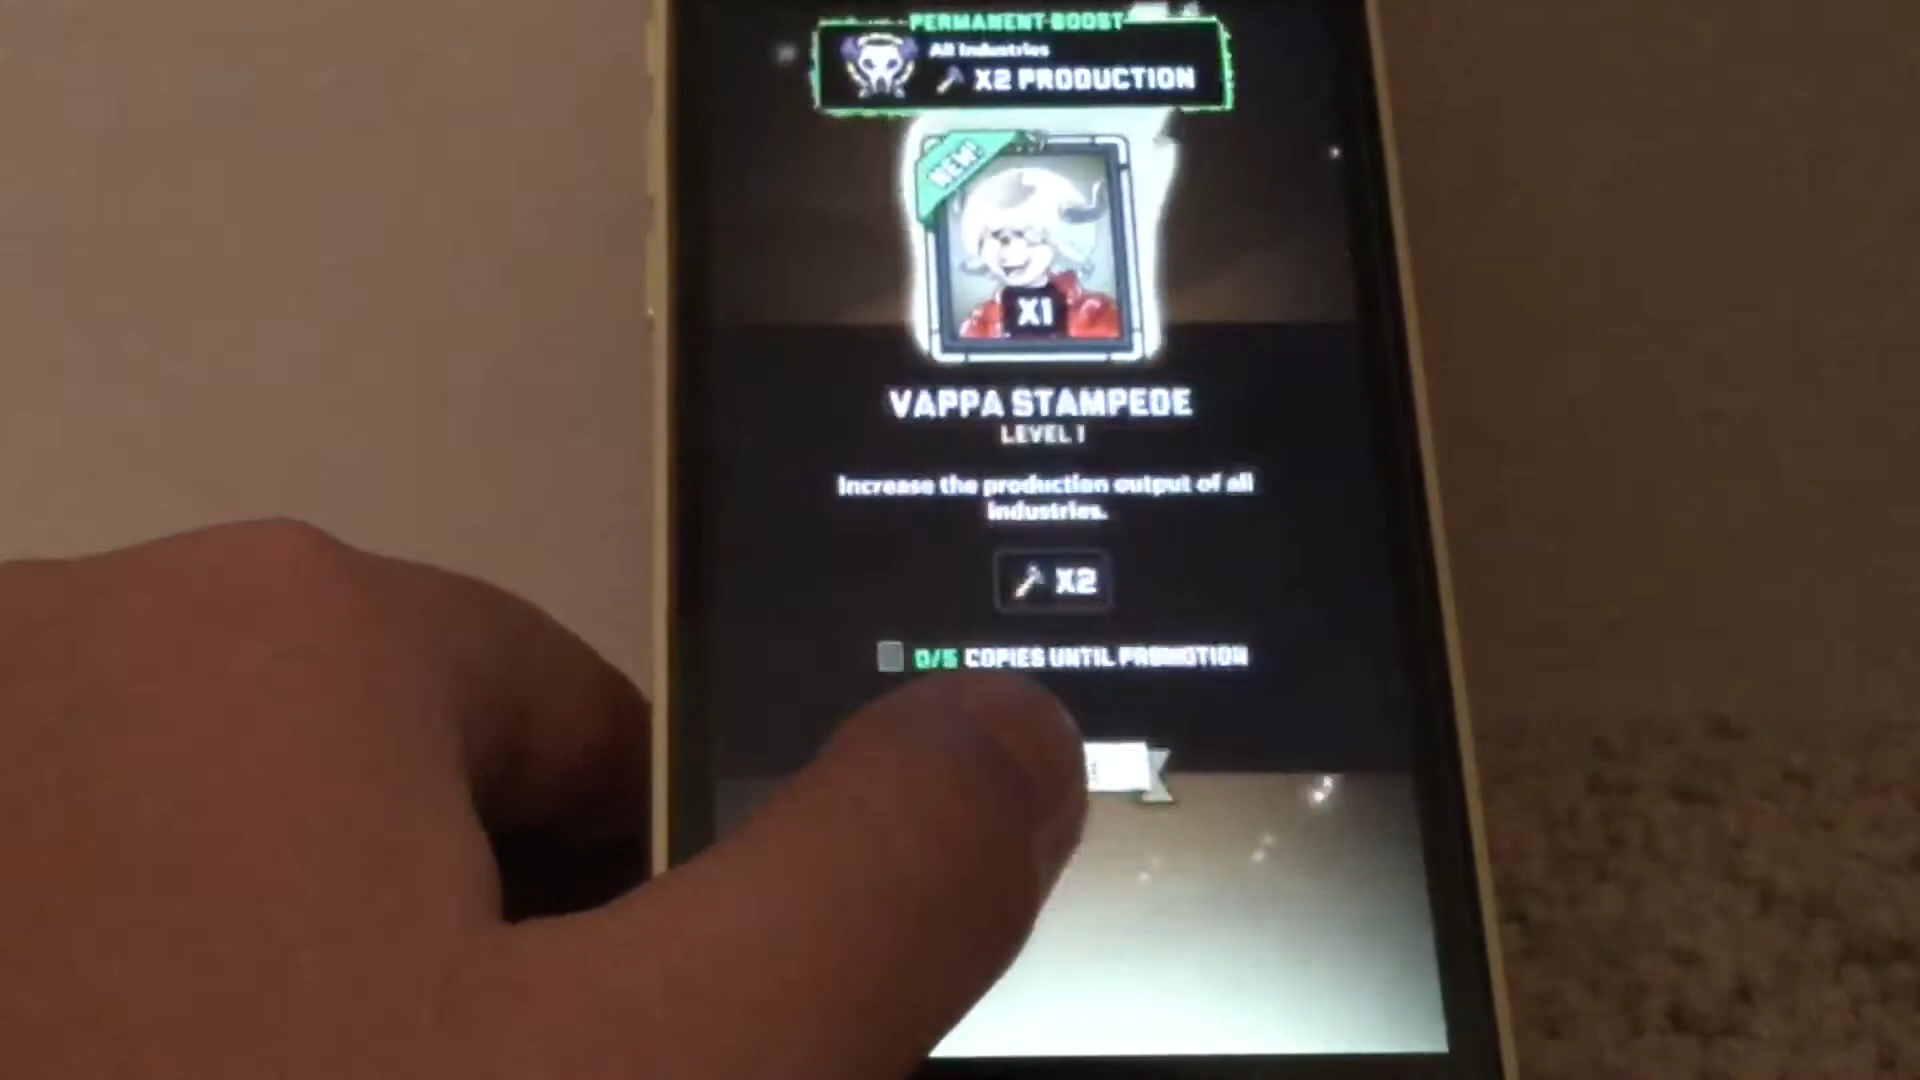 PERMANENT BOOST
All Industries
X2 PRODUCTION
NEW!
X1
VAPPA STAMPEDE
LEVEL 1
Increase the production output of all
industries.
X2
0/5 COPIES UNTIL PROMOTION